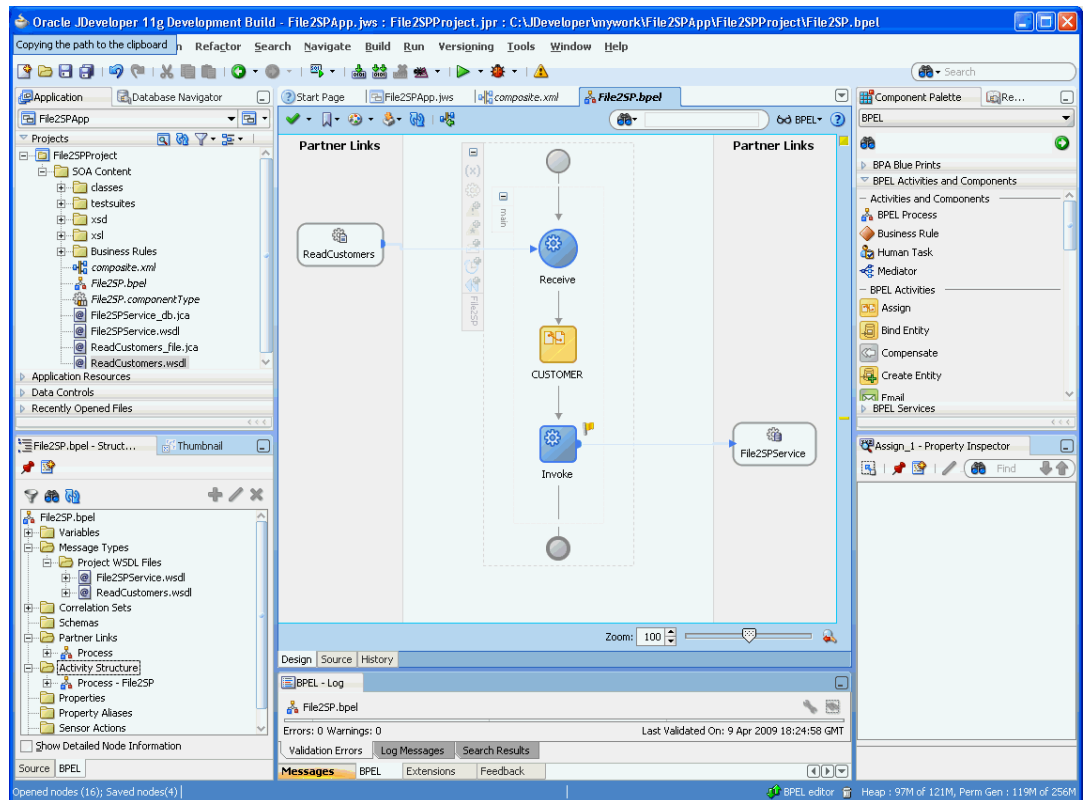 Oracle JDeveloper 11g Development Build - File2SPApp.jws : File2SPProject.jpr : C:\JDeveloper\mywork\File2SPApp\File2SPProject\File2SP.bpel
Copying the path to the clipboard
Refactor Search Navigate Build Run Versioning Tools Window Help
Search
Application Database Navigator
File2SPApp
Projects
File2SPProject
SOA Content
classes
testsuites
xsd
xsl
Business Rules
composite.xml
File2SP.bpel
File2SP.componentType
File2SPService_db.jca
File2SPService.wsdl
ReadCustomers_file.jca
ReadCustomers.wsdl
Application Resources
Data Controls
Recently Opened Files
File2SP.bpel - Struct... Thumbnail
File2SP.bpel
Variables
Message Types
Project WSDL Files
File2SPService.wsdl
ReadCustomers.wsdl
Correlation Sets
Schemas
Partner Links
Process
Activity Structure
Process - File2SP
Properties
Property Aliases
Sensor Actions
Show Detailed Node Information
Source BPEL
Start Page File2SPApp.jws composite.xml File2SP.bpel
BPEL
Partner Links
Partner Links
main
ReadCustomers
Receive
File2SP
CUSTOMER
File2SPService
Invoke
Zoom: 100
Design Source History
BPEL - Log
File2SP.bpel
Errors: 0 Warnings: 0 Last Validated On: 9 Apr 2009 18:24:58 GMT
Validation Errors Log Messages Search Results
Messages BPEL Extensions Feedback
Component Palette Re...
BPEL
BPA Blue Prints
BPEL Activities and Components
Activities and Components
BPEL Process
Business Rule
Human Task
Mediator
BPEL Activities
Assign
Bind Entity
Compensate
Create Entity
Email
BPEL Services
Assign_1 - Property Inspector
Find
Opened nodes (16); Saved nodes(4) BPEL editor Heap : 97M of 121M, Perm Gen : 119M of 256M